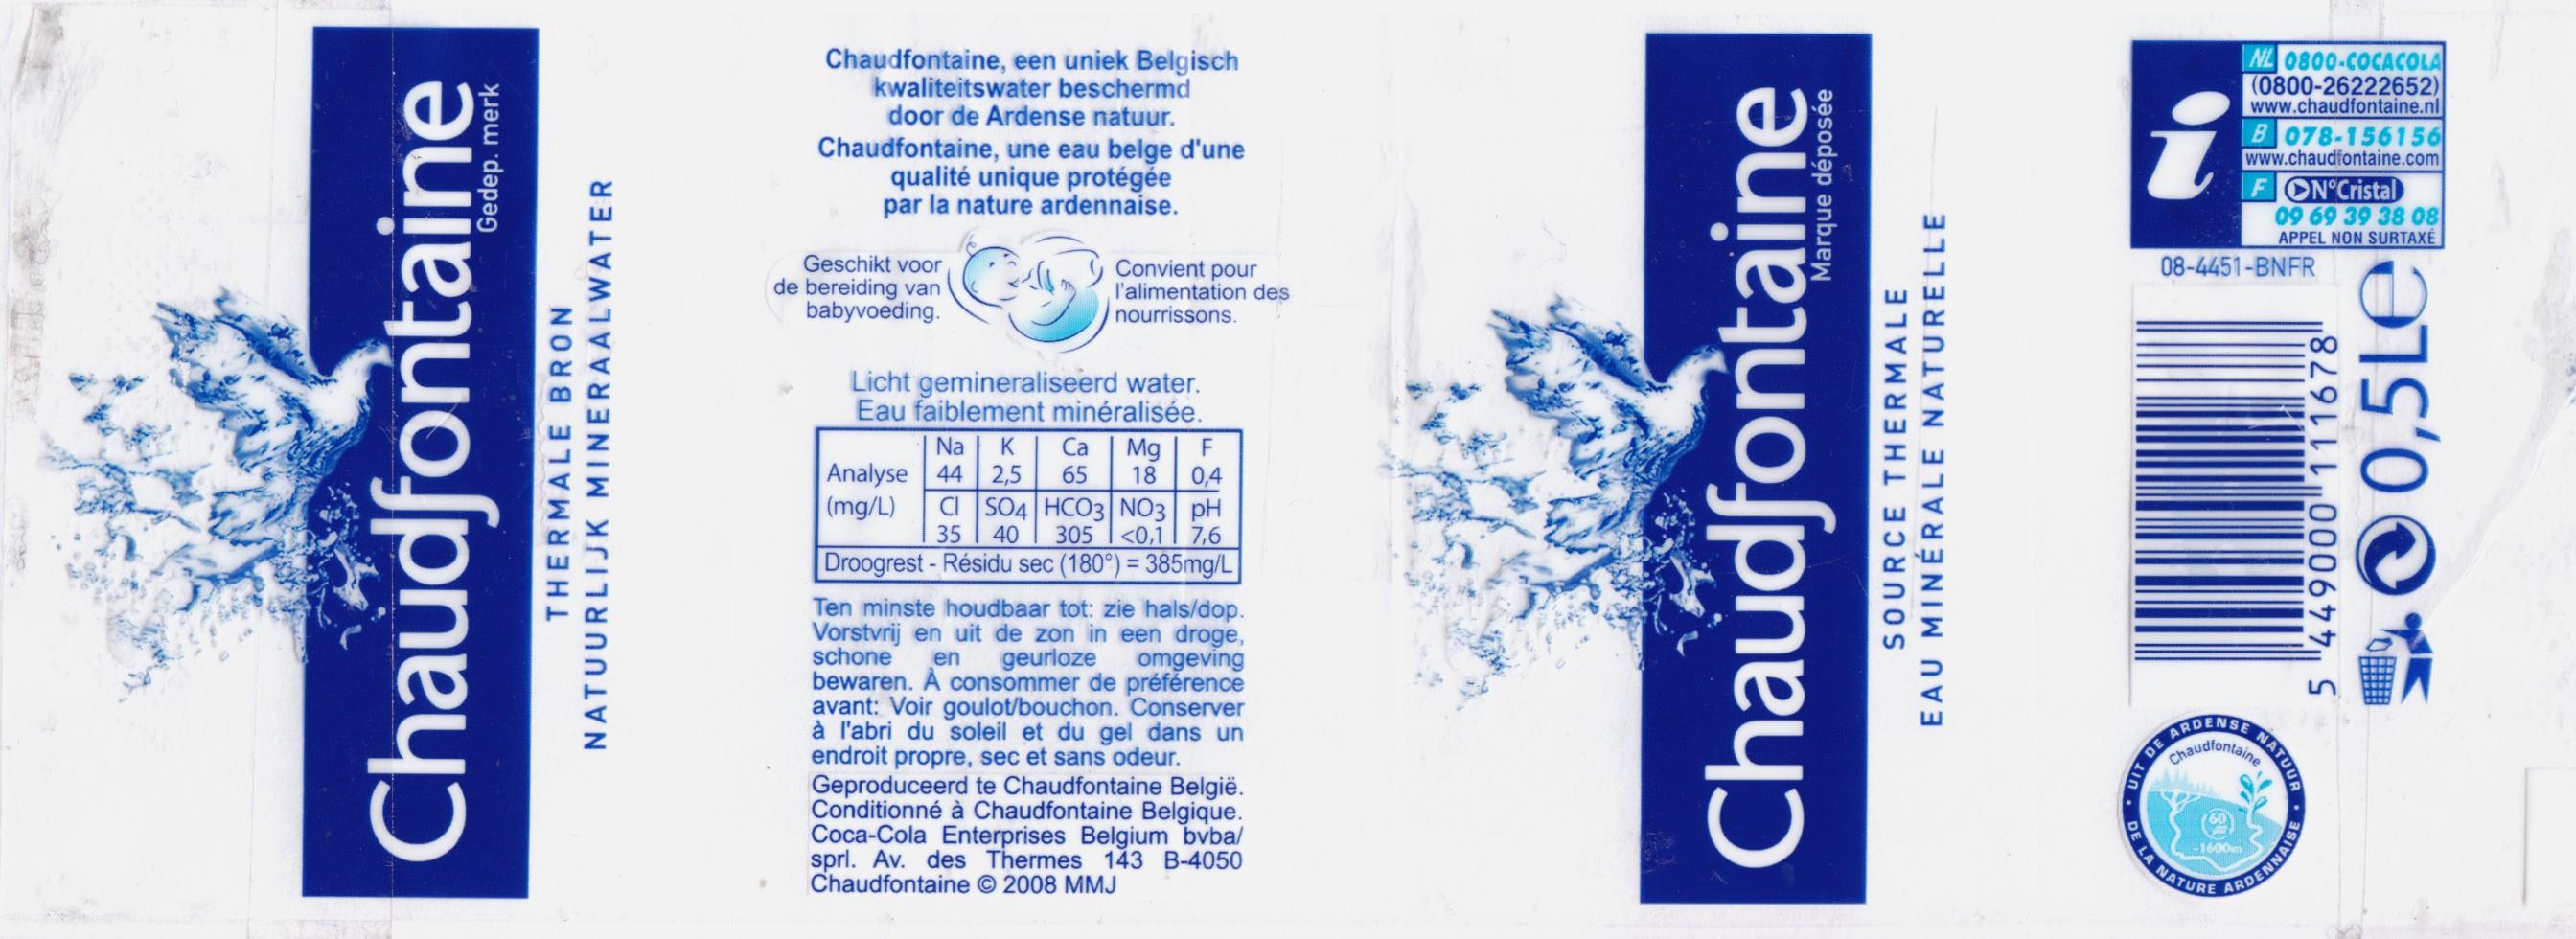 Chaudfontaine
Gedep. merk
THERMALE BRON
NATUURLIJK MINERAALWATER
Chaudfontaine, een uniek Belgisch
kwaliteitswater beschermd
door de Ardense natuur.
Chaudfontaine, une eau belge d'une
qualité unique protégée
par la nature ardennaise.
Geschikt voor
de bereiding van
babyvoeding.
Convient pour
l'alimentation des
nourrissons.
Licht gemineraliseerd water.
Eau faiblement minéralisée.
Analyse
(mg/L)
Na K Ca Mg F
44 2,5 65 18 0,4
Cl SO4 HCO3 NO3 pH
35 40 305 <0,1 7,6
Droogrest - Résidu sec (180°) = 385mg/L
Ten minste houdbaar tot: zie hals/dop.
Vorstvrij en uit de zon in een droge,
schone en geurloze omgeving
bewaren. À consommer de préférence
avant: Voir goulot/bouchon. Conserver
à l'abri du soleil et du gel dans un
endroit propre, sec et sans odeur.
Geproduceerd te Chaudfontaine België.
Conditionné à Chaudfontaine Belgique.
Coca-Cola Enterprises Belgium bvba/
sprl. Av. des Thermes 143 B-4050
Chaudfontaine © 2008 MMJ
Chaudfontaine
Marque déposée
SOURCE THERMALE
EAU MINÉRALE NATURELLE
i
NL 0800-COCACOLA
(0800-26222652)
www.chaudfontaine.nl
B 078-156156
www.chaudfontaine.com
F N°Cristal
09 69 39 38 08
APPEL NON SURTAXÉ
08-4451-BNFR
5 449000 111678
0,5L e
UIT DE ARDENSE NATUUR
Chaudfontaine
60
-1600m
DE LA NATURE ARDENNAISE